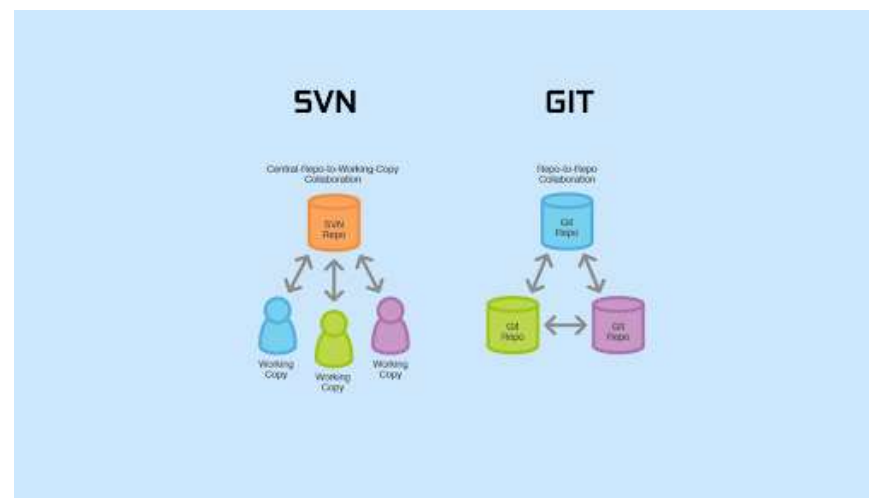 SVN
GIT
Central-Repo-to-Working-Copy
Collaboration
SVN
Repo
Working
Copy
Working
Copy
Working
Copy
Repo-to-Repo
Collaboration
Git
Repo
Git
Repo
Git
Repo